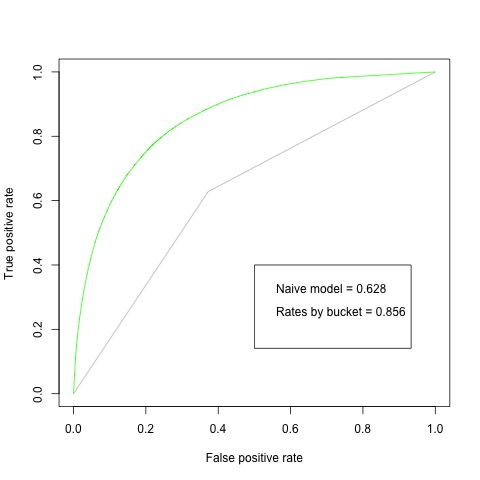 1.0
0.8
0.6
0.4
0.2
0.0
True positive rate
Naive model = 0.628
Rates by bucket = 0.856
0.0 0.2 0.4 0.6 0.8 1.0
False positive rate